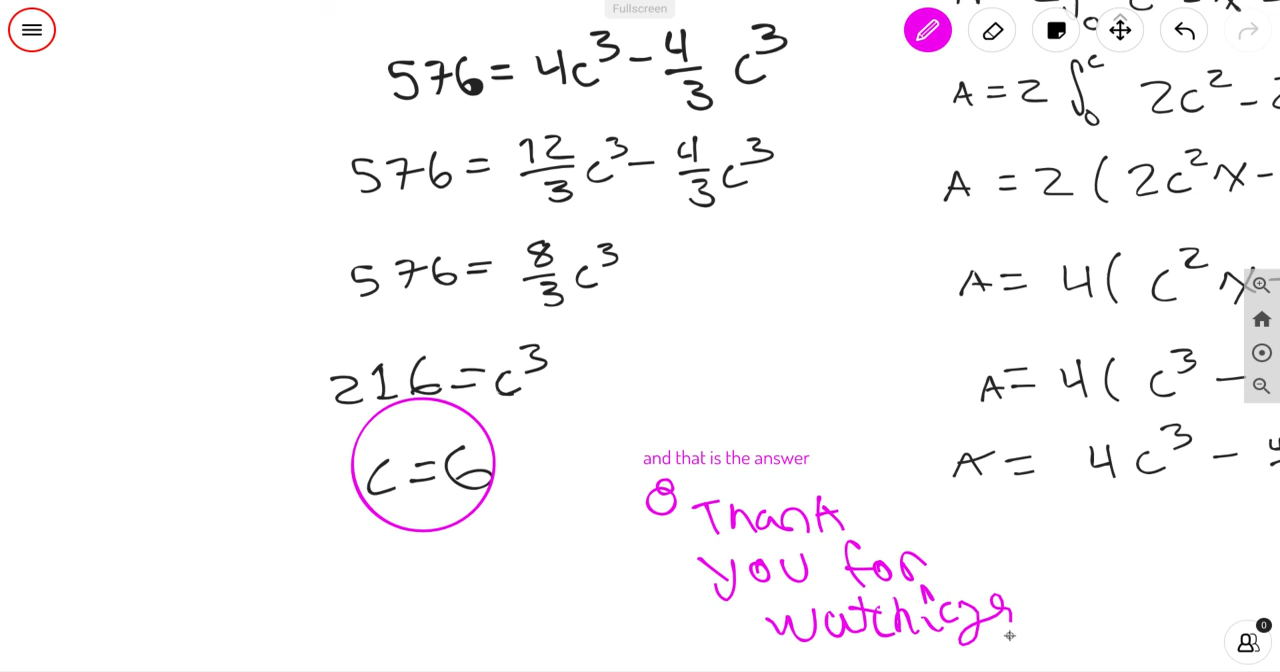 Fullscreen
576 = 4c³ - 4/3 c³
576 = 12/3 c³ - 4/3 c³
576 = 8/3 c³
216 = c³
c = 6
A = 2 ∫₀ᶜ 2c² -
A = 2 ( 2c²x -
A = 4 ( c²x -
A = 4 ( c³ -
A = 4c³ - 4
and that is the answer
Thank
you for
0